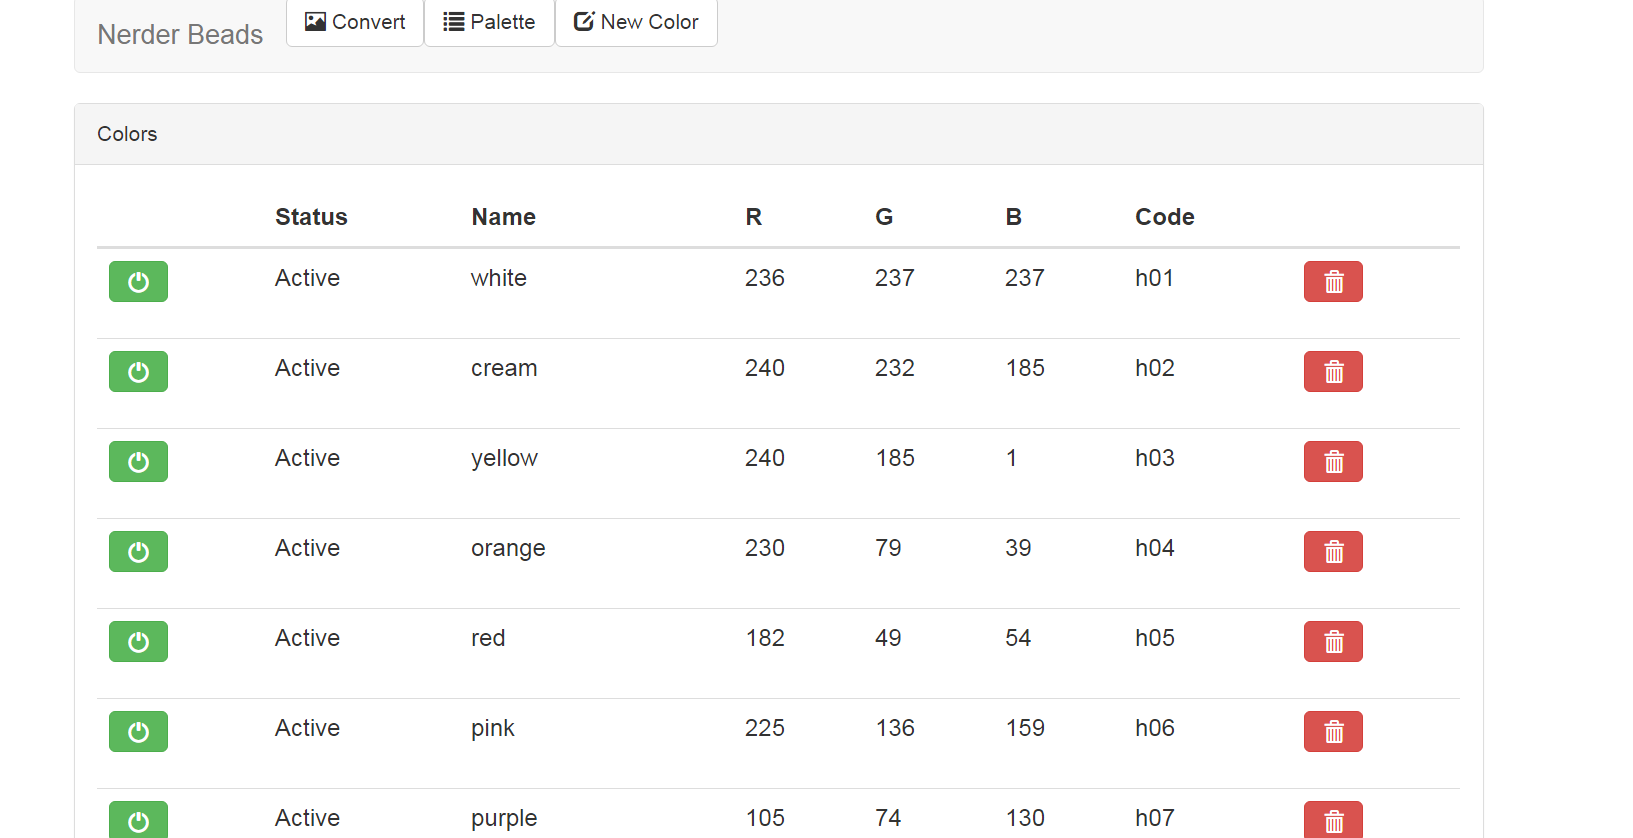 Nerder Beads Convert Palette New Color
Colors
Status Name R G B Code
Active white 236 237 237 h01
Active cream 240 232 185 h02
Active yellow 240 185 1 h03
Active orange 230 79 39 h04
Active red 182 49 54 h05
Active pink 225 136 159 h06
Active purple 105 74 130 h07